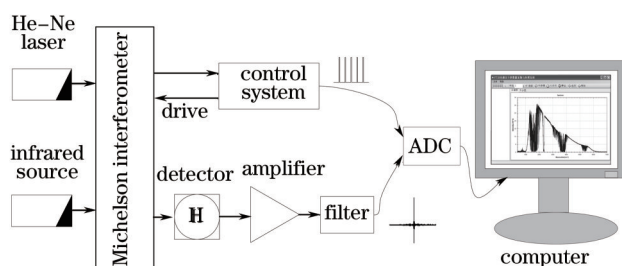 He-Ne
laser
infrared
source
Michelson interferometer
control
system
drive
detector
amplifier
filter
ADC
computer